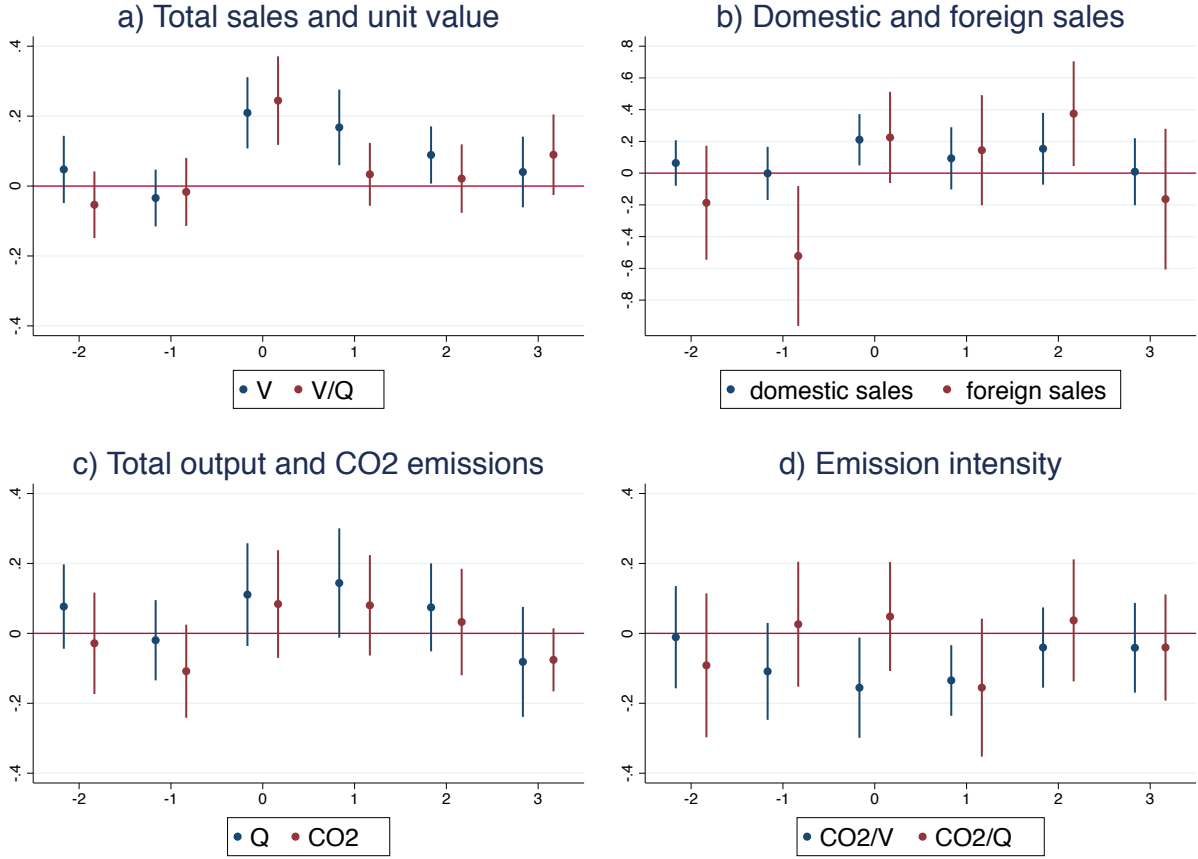 a) Total sales and unit value
.4
.2
0
-.2
-.4
-2 -1 0 1 2 3
V V/Q
b) Domestic and foreign sales
.8
.6
.4
.2
0
-.2
-.4
-.6
-.8
-2 -1 0 1 2 3
domestic sales foreign sales
c) Total output and CO2 emissions
.4
.2
0
-.2
-.4
-2 -1 0 1 2 3
Q CO2
d) Emission intensity
.4
.2
0
-.2
-.4
-2 -1 0 1 2 3
CO2/V CO2/Q